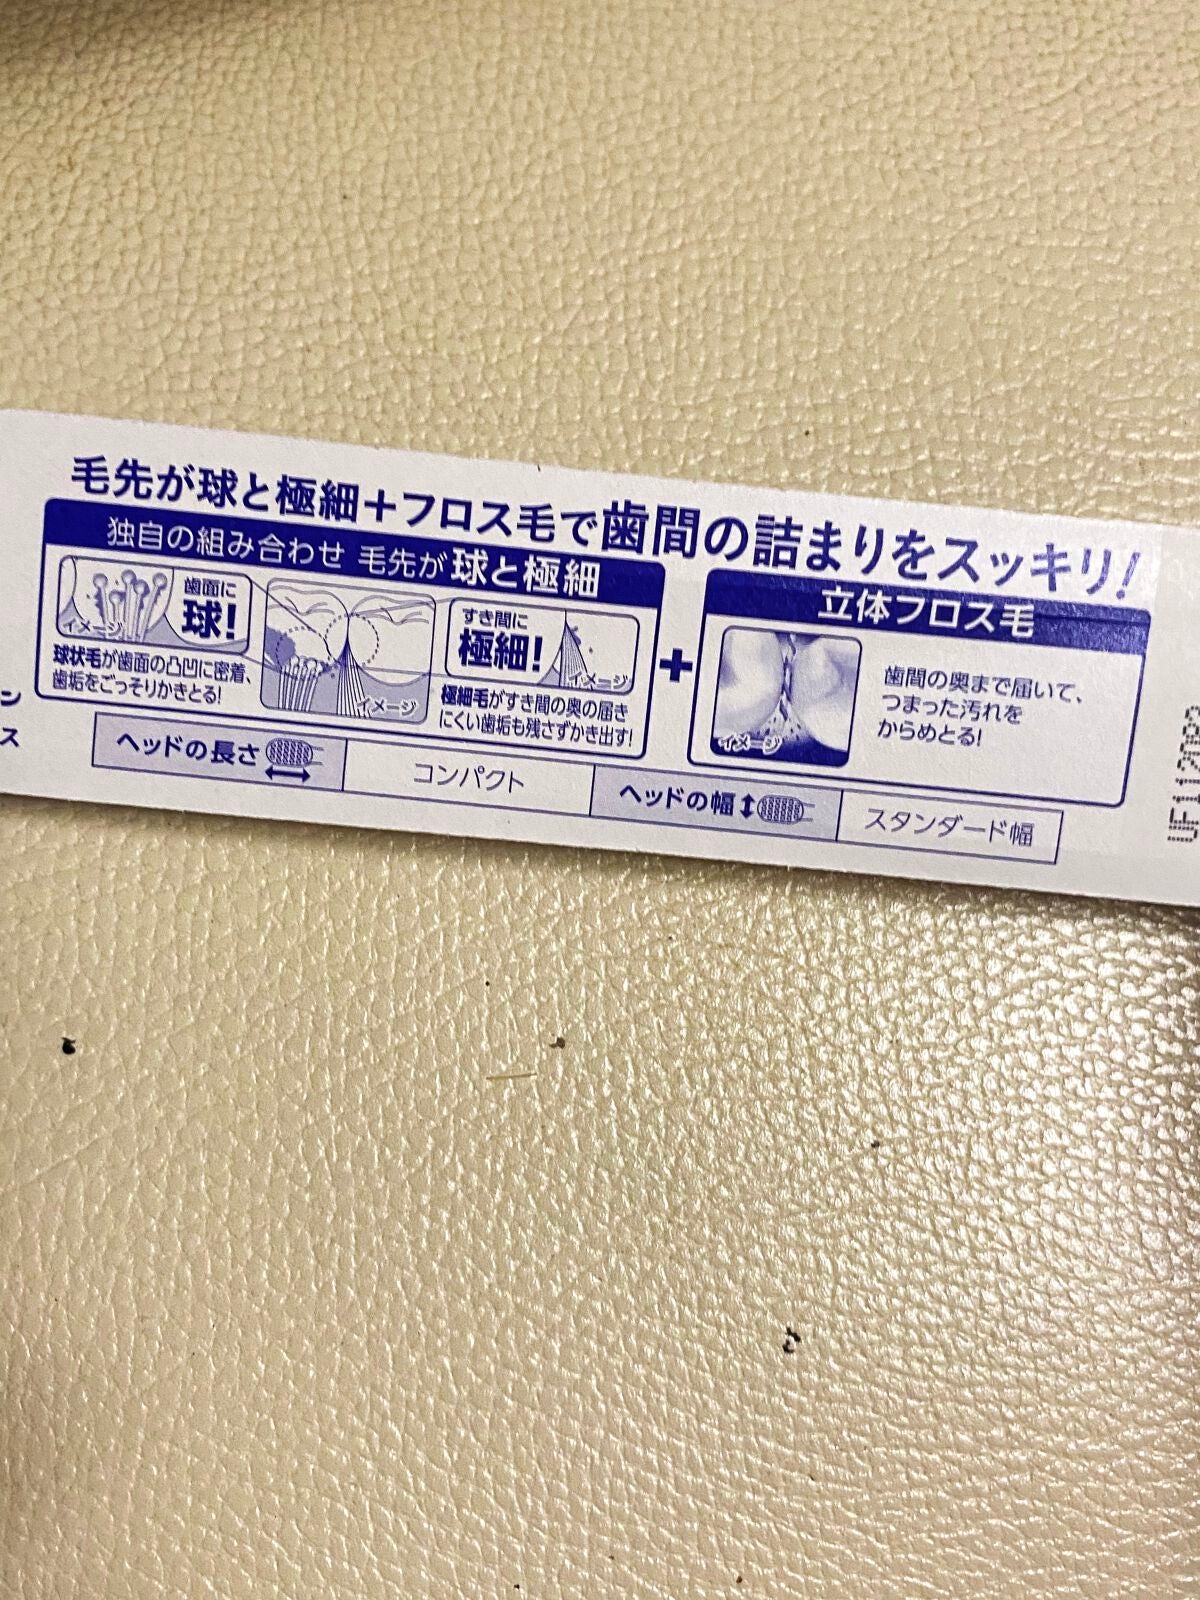 毛先が球と極細＋フロス毛で歯間の詰まりをスッキリ!
独自の組み合わせ 毛先が球と極細
歯面に
球!
イメージ
球状毛が歯面の凸凹に密着、
歯垢をごっそりかきとる!
イメージ
すき間に
極細!
イメージ
極細毛がすき間の奥の届き
にくい歯垢も残さずかき出す!
+
立体フロス毛
イメージ
歯間の奥まで届いて、
つまった汚れを
からめとる!
ン
ス
ヘッドの長さ
コンパクト
ヘッドの幅
スタンダード幅